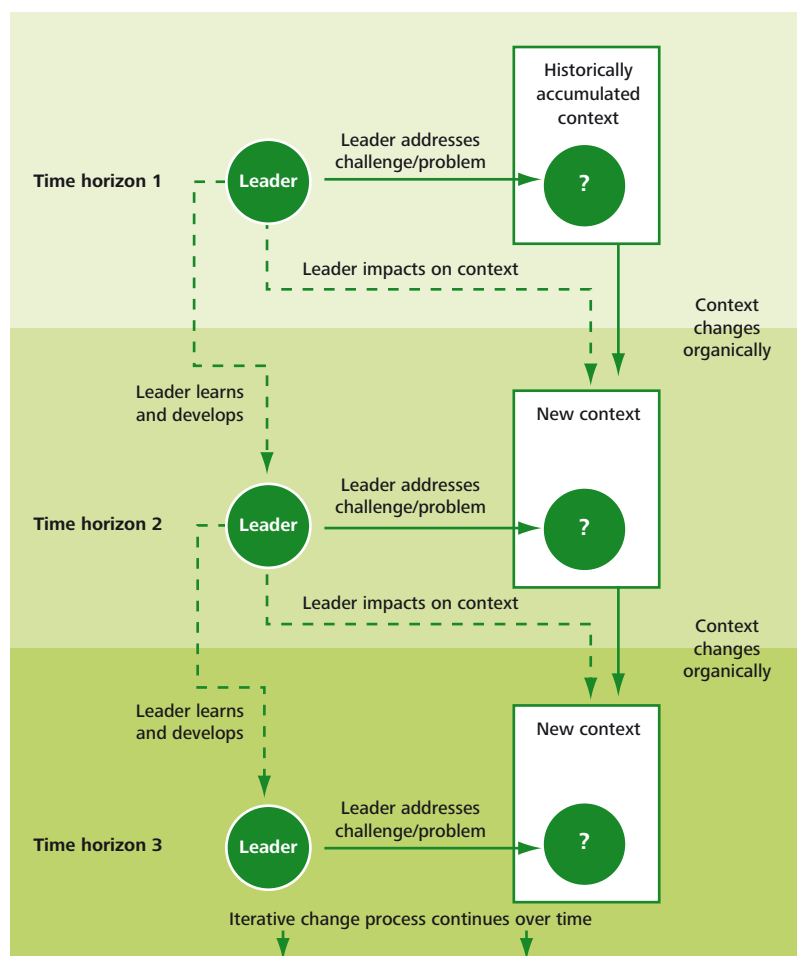 Historically
accumulated
context
Leader addresses
challenge/problem
Time horizon 1
Leader
?
Leader impacts on context
Context
changes
organically
Leader learns
and develops
New context
Leader addresses
challenge/problem
Time horizon 2
Leader
?
Leader impacts on context
Context
changes
organically
Leader learns
and develops
New context
Leader addresses
challenge/problem
Time horizon 3
Leader
?
Iterative change process continues over time